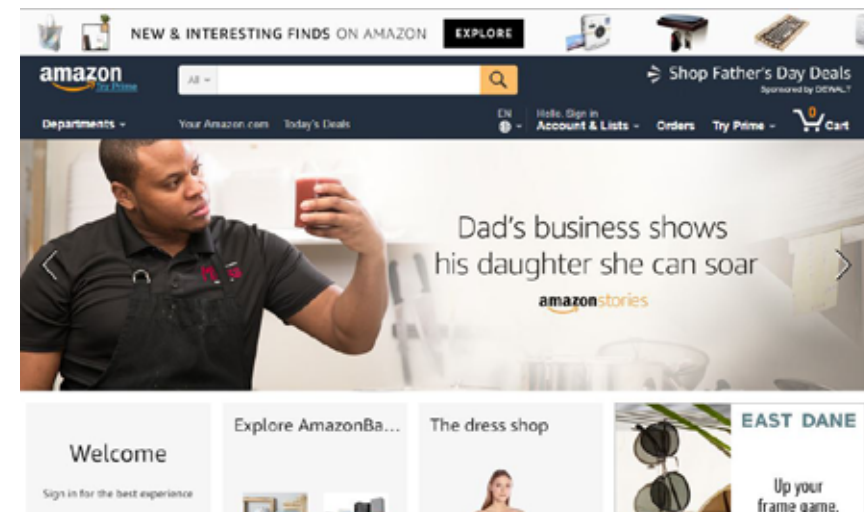 NEW & INTERESTING FINDS ON AMAZON EXPLORE
amazon
Try Prime
All
Shop Father's Day Deals
Sponsored by DEWALT
Departments
Your Amazon.com Today's Deals
EN
Hello. Sign in
Account & Lists
Orders
Try Prime
0
Cart
Dad's business shows
his daughter she can soar
amazonstories
Welcome
Sign in for the best experience
Explore AmazonBa...
The dress shop
EAST DANE
Up your
frame game.